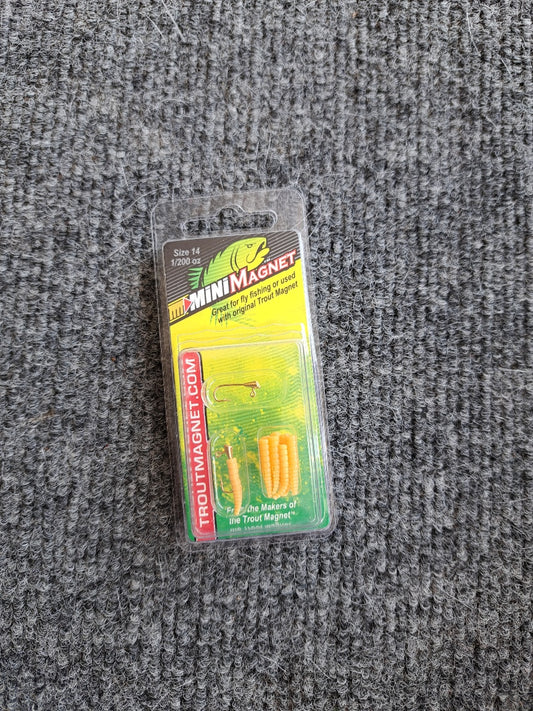 Size 14
1/200 oz
MINI MAGNET
Great for fly fishing or used
with original Trout Magnet
TROUTMAGNET.COM
From the Makers of
the Trout Magnet™